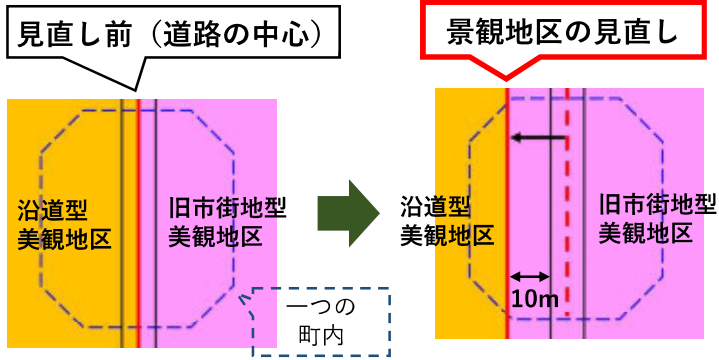 見直し前（道路の中心）
景観地区の見直し
沿道型
美観地区
旧市街地型
美観地区
一つの
町内
沿道型
美観地区
旧市街地型
美観地区
10m